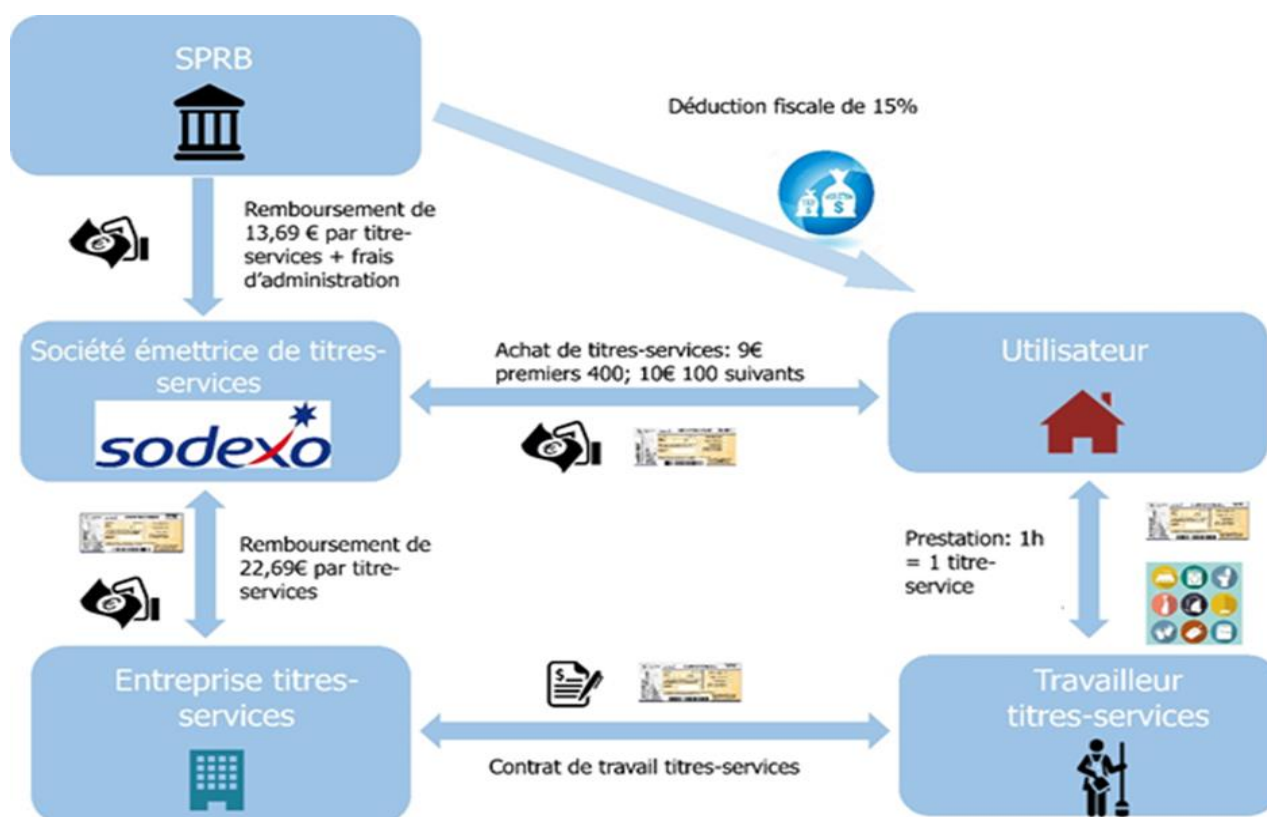 SPRB
Déduction fiscale de 15%
Remboursement de
13,69 € par titre-
services + frais
d'administration
Société émettrice de titres-
services
sodexo
Achat de titres-services: 9€
premiers 400; 10€ 100 suivants
Utilisateur
Remboursement de
22,69€ par titre-
services
Prestation: 1h
= 1 titre-
service
Entreprise titres-
services
Contrat de travail titres-services
Travailleur
titres-services